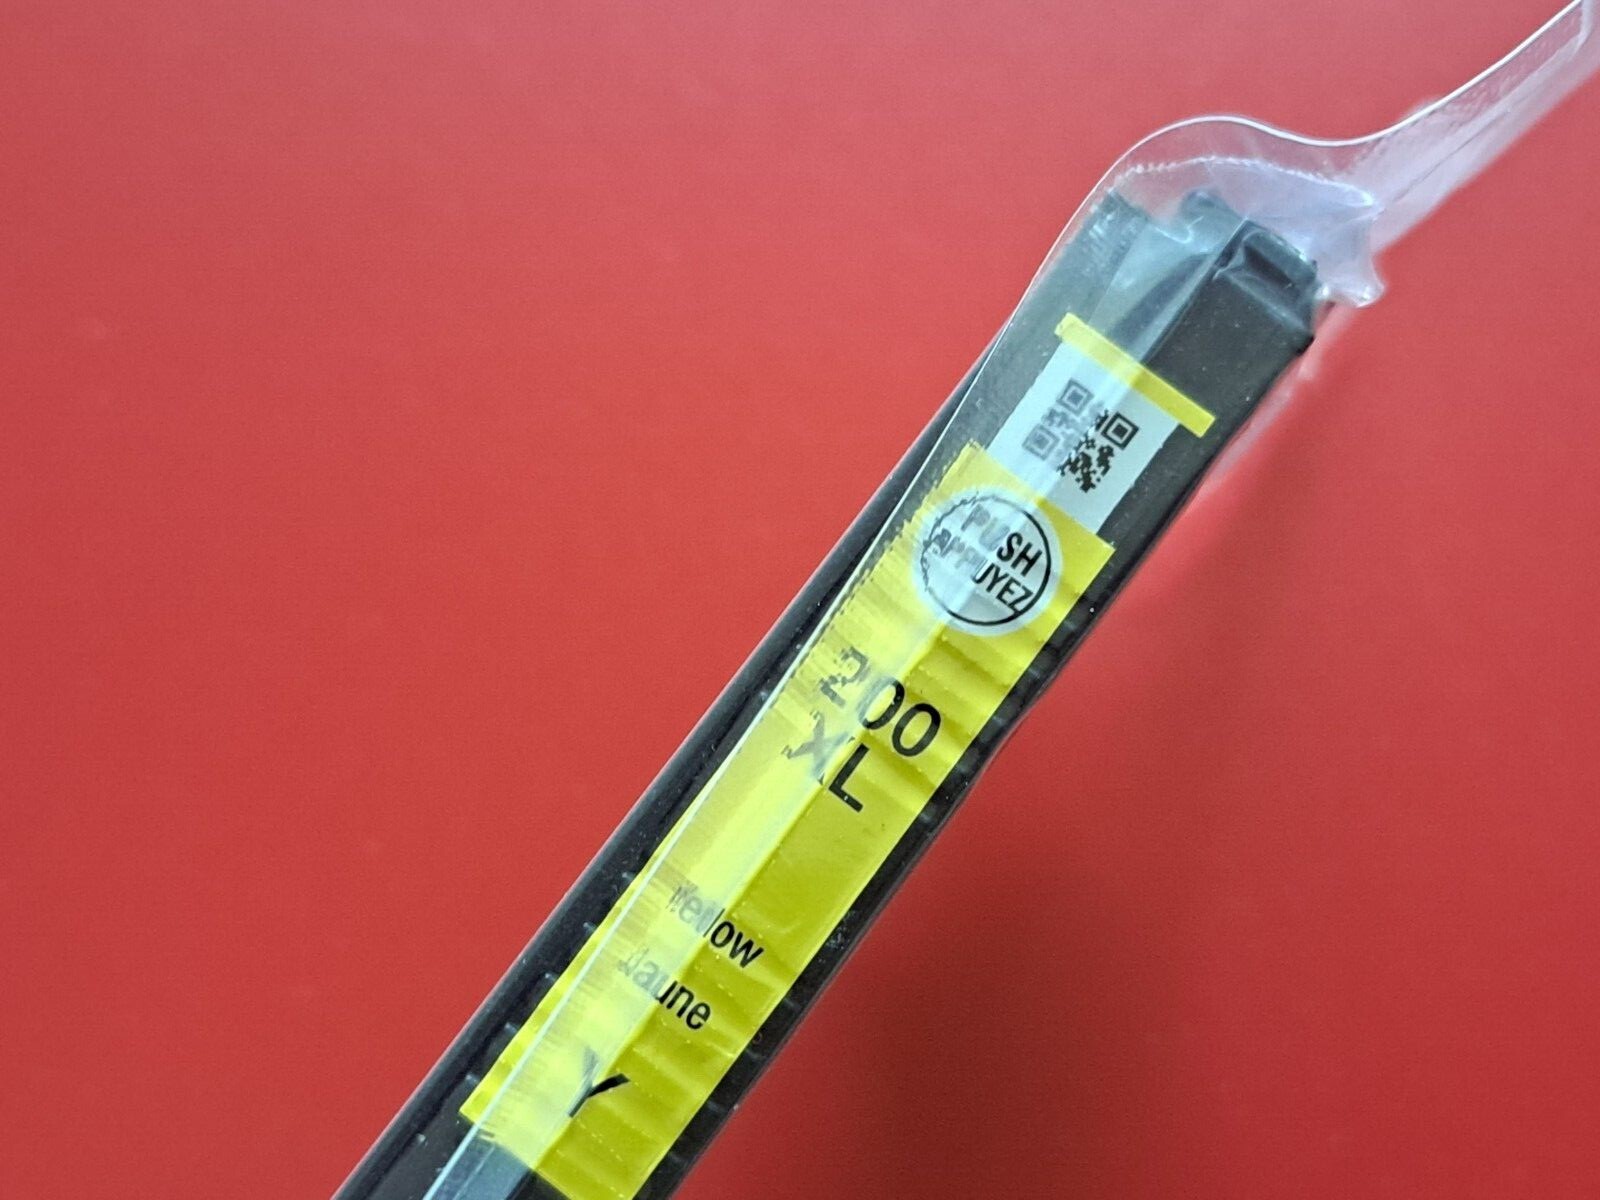 PUSH
APPUYEZ
200
XL
Yellow
Jaune
Y